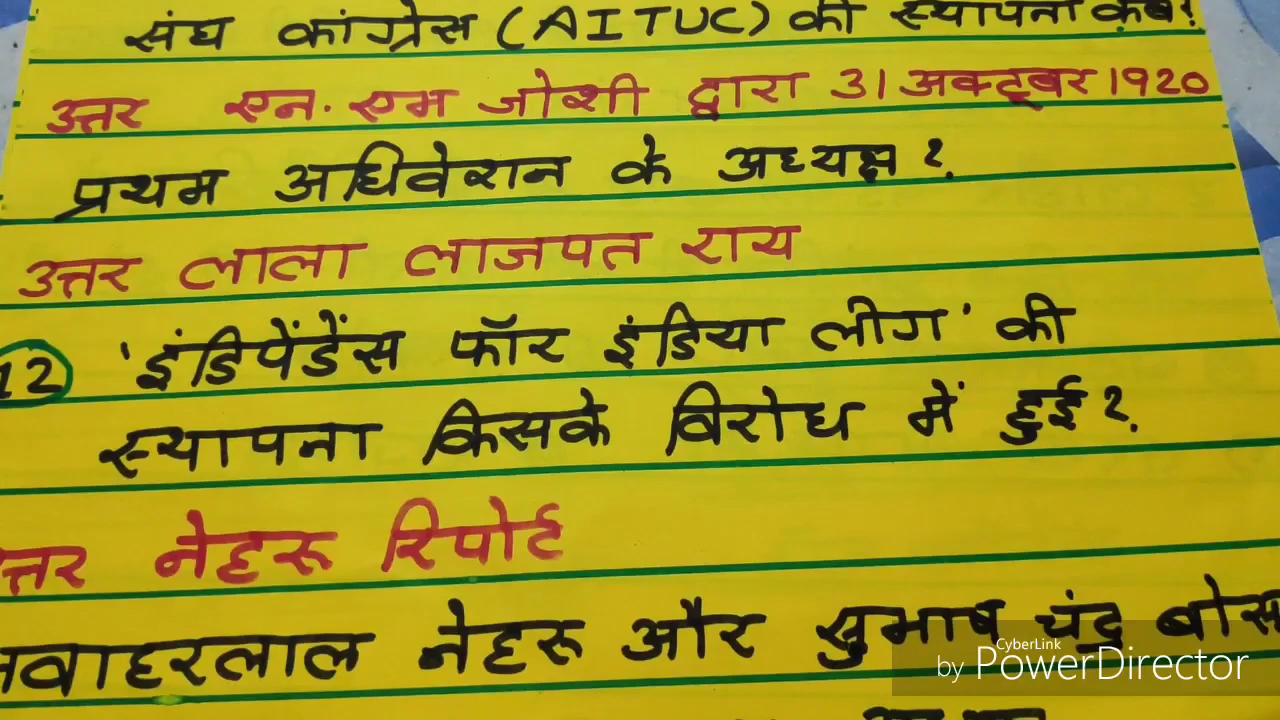 संघ कांग्रेस (AITUC) की स्थापना कब?
उत्तर एन. एम जोशी द्वारा 31 अक्टूबर 1920
प्रथम अधिवेशन के अध्यक्ष?
उत्तर लाला लाजपत राय
12 'इंडिपेंडेंस फॉर इंडिया लीग' की
स्थापना किसके विरोध में हुई?
उत्तर नेहरू रिपोर्ट
जवाहरलाल नेहरू और सुभाष चंद्र बोस
CyberLink
by PowerDirector